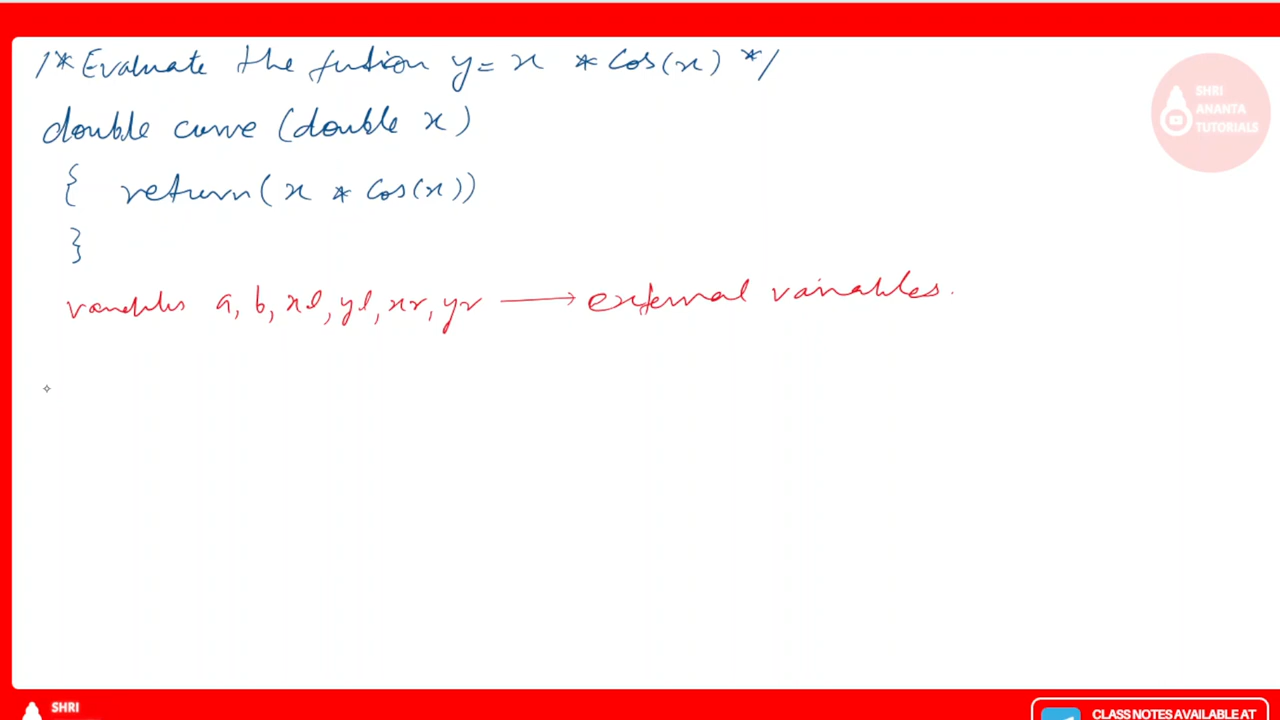 /* Evaluate the fution y = x * Cos(x) */
SHRI
ANANTA
TUTORIALS
double curve (double x)
{ return(x * Cos(x))
}
variables a, b, xl, yl, xr, yr → external variables.
SHRI
CLASS NOTES AVAILABLE AT